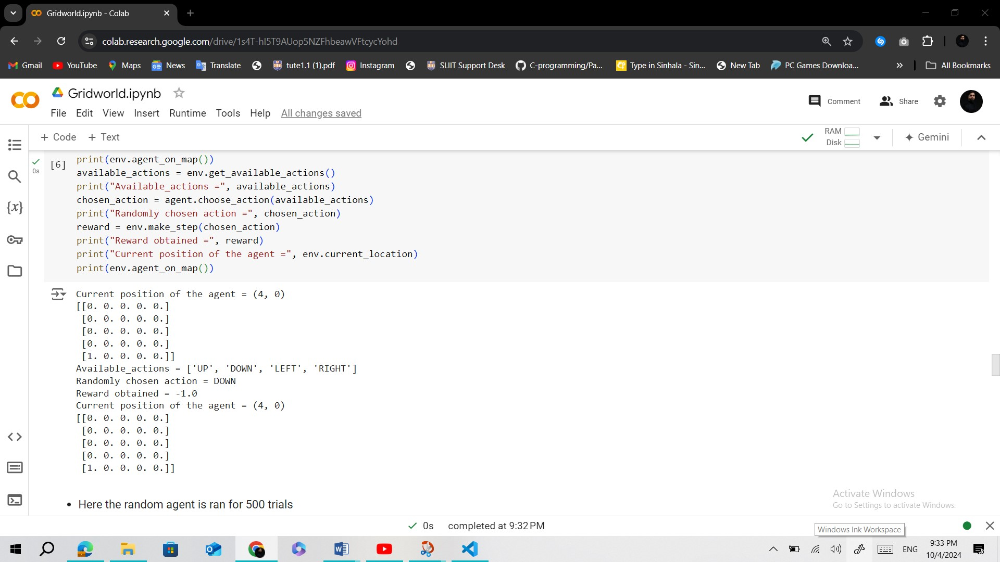 Gridworld.ipynb - Colab
colab.research.google.com/drive/1s4T-hI5T9AUop5NZFhbeawVFtcycYohd
Gmail YouTube Maps News Translate tute1.1 (1).pdf Instagram SLIIT Support Desk C-programming/Pa... Type in Sinhala - Sin... New Tab PC Games Downloa... » All Bookmarks
Gridworld.ipynb
Comment Share
File Edit View Insert Runtime Tools Help All changes saved
+ Code + Text
RAM
Disk
Gemini
[6] print(env.agent_on_map())
0s
available_actions = env.get_available_actions()
print("Available_actions =", available_actions)
chosen_action = agent.choose_action(available_actions)
print("Randomly chosen action =", chosen_action)
reward = env.make_step(chosen_action)
print("Reward obtained =", reward)
print("Current position of the agent =", env.current_location)
print(env.agent_on_map())
Current position of the agent = (4, 0)
[[0. 0. 0. 0. 0.]
[0. 0. 0. 0. 0.]
[0. 0. 0. 0. 0.]
[0. 0. 0. 0. 0.]
[1. 0. 0. 0. 0.]]
Available_actions = ['UP', 'DOWN', 'LEFT', 'RIGHT']
Randomly chosen action = DOWN
Reward obtained = -1.0
Current position of the agent = (4, 0)
[[0. 0. 0. 0. 0.]
[0. 0. 0. 0. 0.]
[0. 0. 0. 0. 0.]
[0. 0. 0. 0. 0.]
[1. 0. 0. 0. 0.]]
• Here the random agent is ran for 500 trials
Activate Windows
Go to Settings to activate Windows.
0s completed at 9:32 PM
Windows Ink Workspace
ENG
9:33 PM
10/4/2024